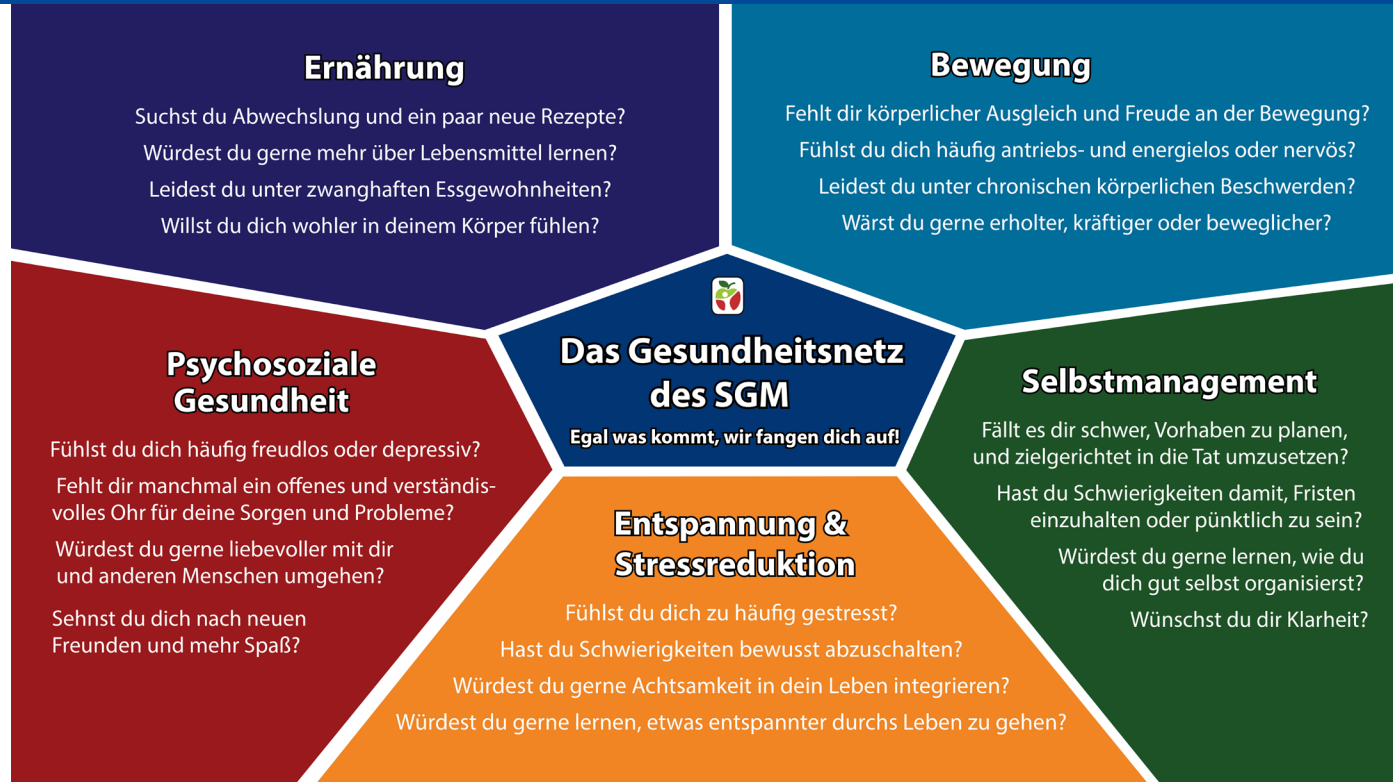 Ernährung
Suchst du Abwechslung und ein paar neue Rezepte?
Würdest du gerne mehr über Lebensmittel lernen?
Leidest du unter zwanghaften Essgewohnheiten?
Willst du dich wohler in deinem Körper fühlen?
Bewegung
Fehlt dir körperlicher Ausgleich und Freude an der Bewegung?
Fühlst du dich häufig antriebs- und energielos oder nervös?
Leidest du unter chronischen körperlichen Beschwerden?
Wärst du gerne erholter, kräftiger oder beweglicher?
Das Gesundheitsnetz
des SGM
Egal was kommt, wir fangen dich auf!
Psychosoziale
Gesundheit
Fühlst du dich häufig freudlos oder depressiv?
Fehlt dir manchmal ein offenes und verständis-
volles Ohr für deine Sorgen und Probleme?
Würdest du gerne liebevoller mit dir
und anderen Menschen umgehen?
Sehnst du dich nach neuen
Freunden und mehr Spaß?
Entspannung &
Stressreduktion
Fühlst du dich zu häufig gestresst?
Hast du Schwierigkeiten bewusst abzuschalten?
Würdest du gerne Achtsamkeit in dein Leben integrieren?
Würdest du gerne lernen, etwas entspannter durchs Leben zu gehen?
Selbstmanagement
Fällt es dir schwer, Vorhaben zu planen,
und zielgerichtet in die Tat umzusetzen?
Hast du Schwierigkeiten damit, Fristen
einzuhalten oder pünktlich zu sein?
Würdest du gerne lernen, wie du
dich gut selbst organisierst?
Wünschst du dir Klarheit?